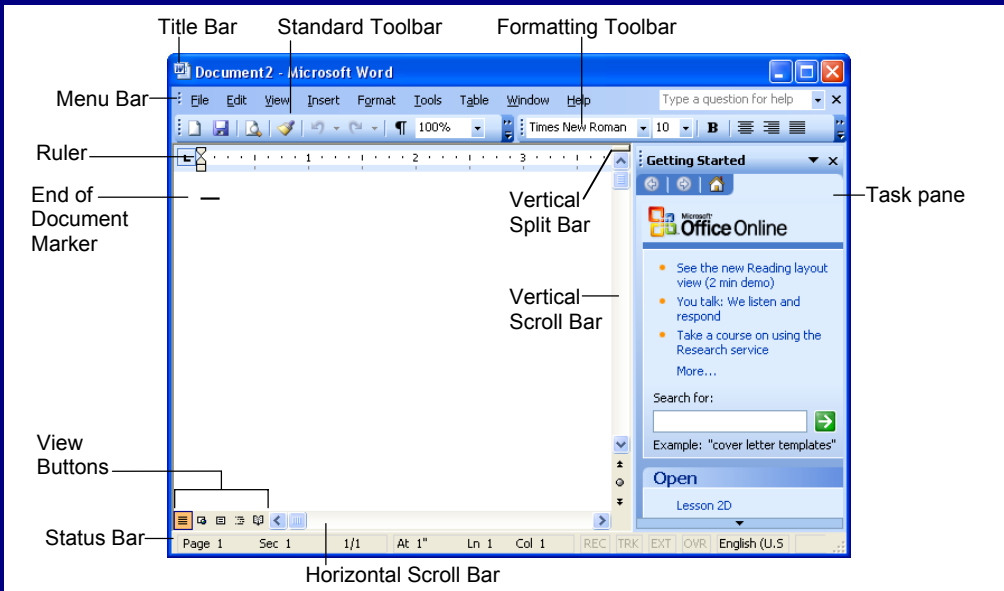 Title Bar
Standard Toolbar
Formatting Toolbar
Document2 - Microsoft Word
Menu Bar
File Edit View Insert Format Tools Table Window Help
Type a question for help
100%
Times New Roman
10
B
Ruler
1 2 3
Getting Started
End of
Document
Marker
Vertical
Split Bar
Task pane
Microsoft
Office Online
See the new Reading layout
view (2 min demo)
You talk: We listen and
respond
Take a course on using the
Research service
More...
Vertical
Scroll Bar
Search for:
Example: "cover letter templates"
View
Buttons
Open
Lesson 2D
Status Bar
Page 1 Sec 1 1/1 At 1" Ln 1 Col 1 REC TRK EXT OVR English (U.S
Horizontal Scroll Bar